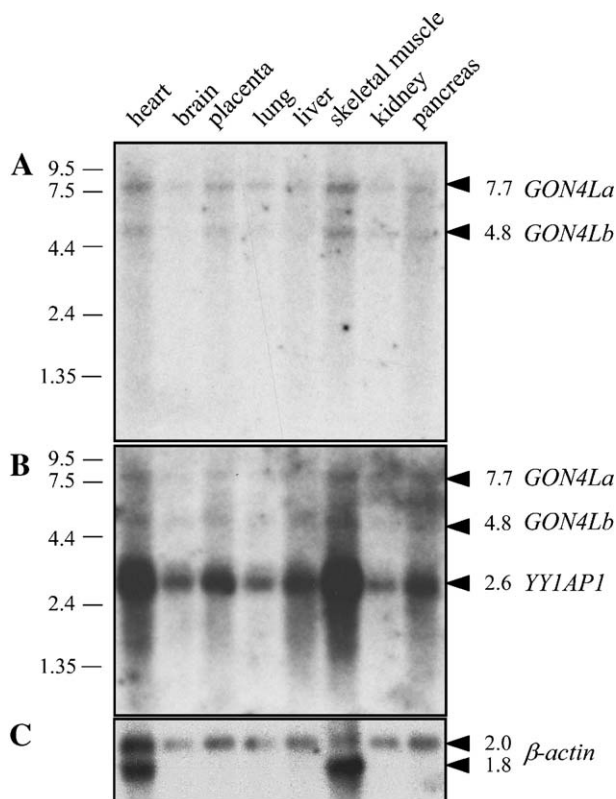 heart
brain
placenta
lung
liver
skeletal muscle
kidney
pancreas
A
9.5
7.5
4.4
2.4
1.35
7.7 GON4La
4.8 GON4Lb
B
9.5
7.5
4.4
2.4
1.35
7.7 GON4La
4.8 GON4Lb
2.6 YY1AP1
C
2.0
1.8
β-actin